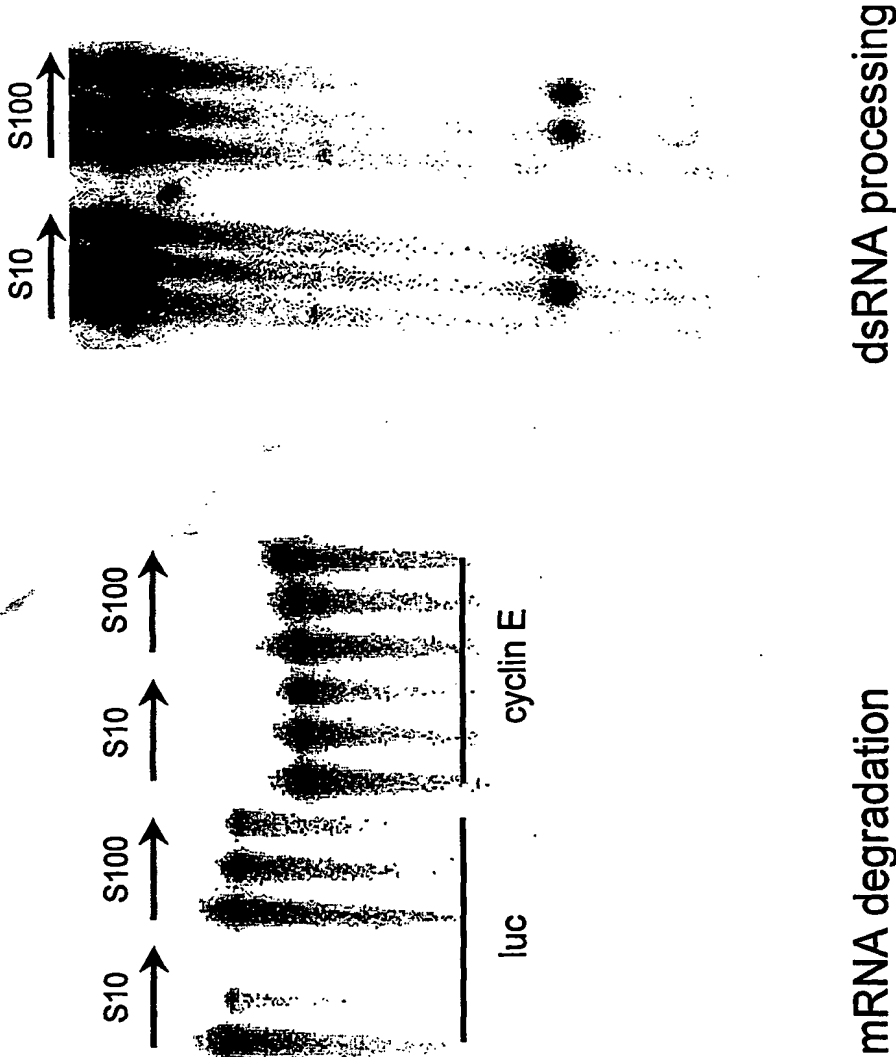 S10 S100 S10 S100
luc cyclin E
mRNA degradation
S10 S100
dsRNA processing